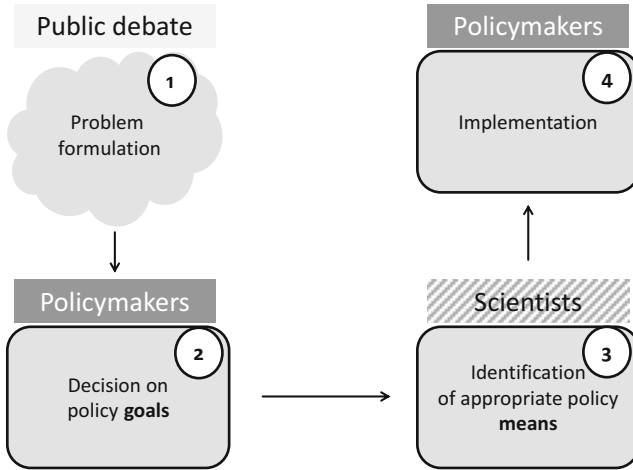 Public debate
1
Problem
formulation
Policymakers
2
Decision on
policy goals
Scientists
3
Identification
of appropriate policy
means
Policymakers
4
Implementation